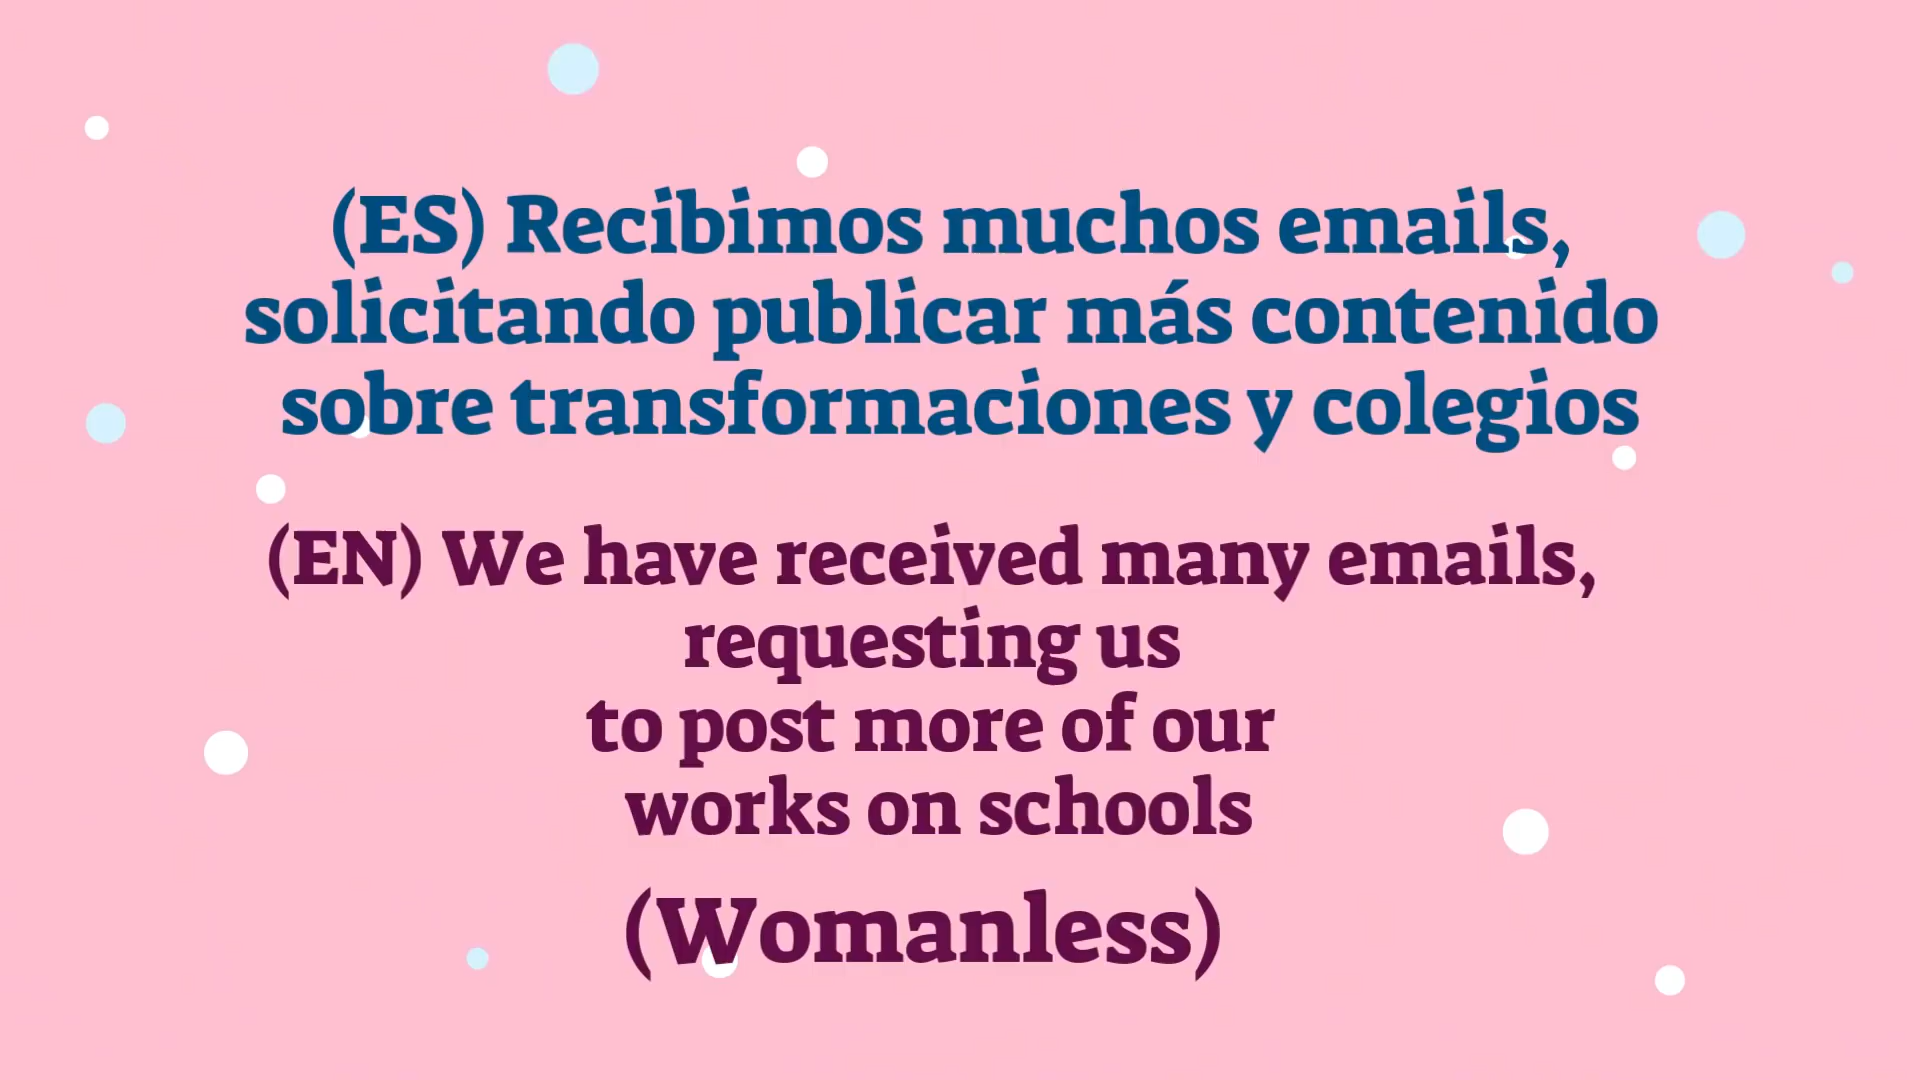 (ES) Recibimos muchos emails,
solicitando publicar más contenido
sobre transformaciones y colegios
(EN) We have received many emails,
requesting us
to post more of our
works on schools
(Womanless)